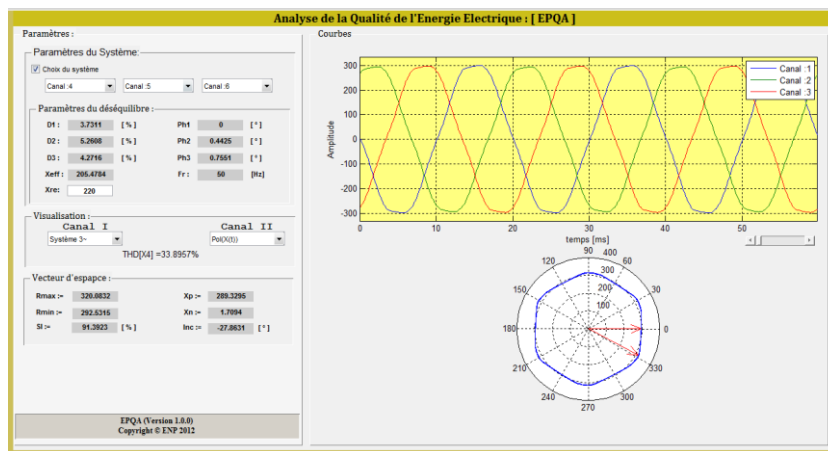 Analyse de la Qualité de l'Energie Electrique : [ EPQA ]
Paramètres :
Paramètres du Système:
Choix du système
Canal :4 Canal :5 Canal :6
Paramètres du déséquilibre :
D1 : 3.7311 [ % ] Ph1 0 [ ° ]
D2 : 5.2608 [ % ] Ph2 0.4425 [ ° ]
D3 : 4.2716 [ % ] Ph3 0.7551 [ ° ]
Xeff : 205.4784 Fr : 50 [Hz]
Xre: 220
Visualisation :
Canal I Canal II
Système 3~ Pol(X(t))
THD[X4] =33.8957%
Vecteur d'espapce :
Rmax := 320.0832 Xp := 289.3295
Rmin := 292.5315 Xn := 1.7094
SI := 91.3923 [ % ] Inc := -27.8631 [ ° ]
EPQA (Version 1.0.0)
Copyright © ENP 2012
Courbes
Canal :1
Canal :2
Canal :3
Amplitude
300
200
100
0
-100
-200
-300
0 10 20 30 40 50
temps [ms]
90 400
120 60
300
150 200 30
100
180 0
210 330
240 300
270